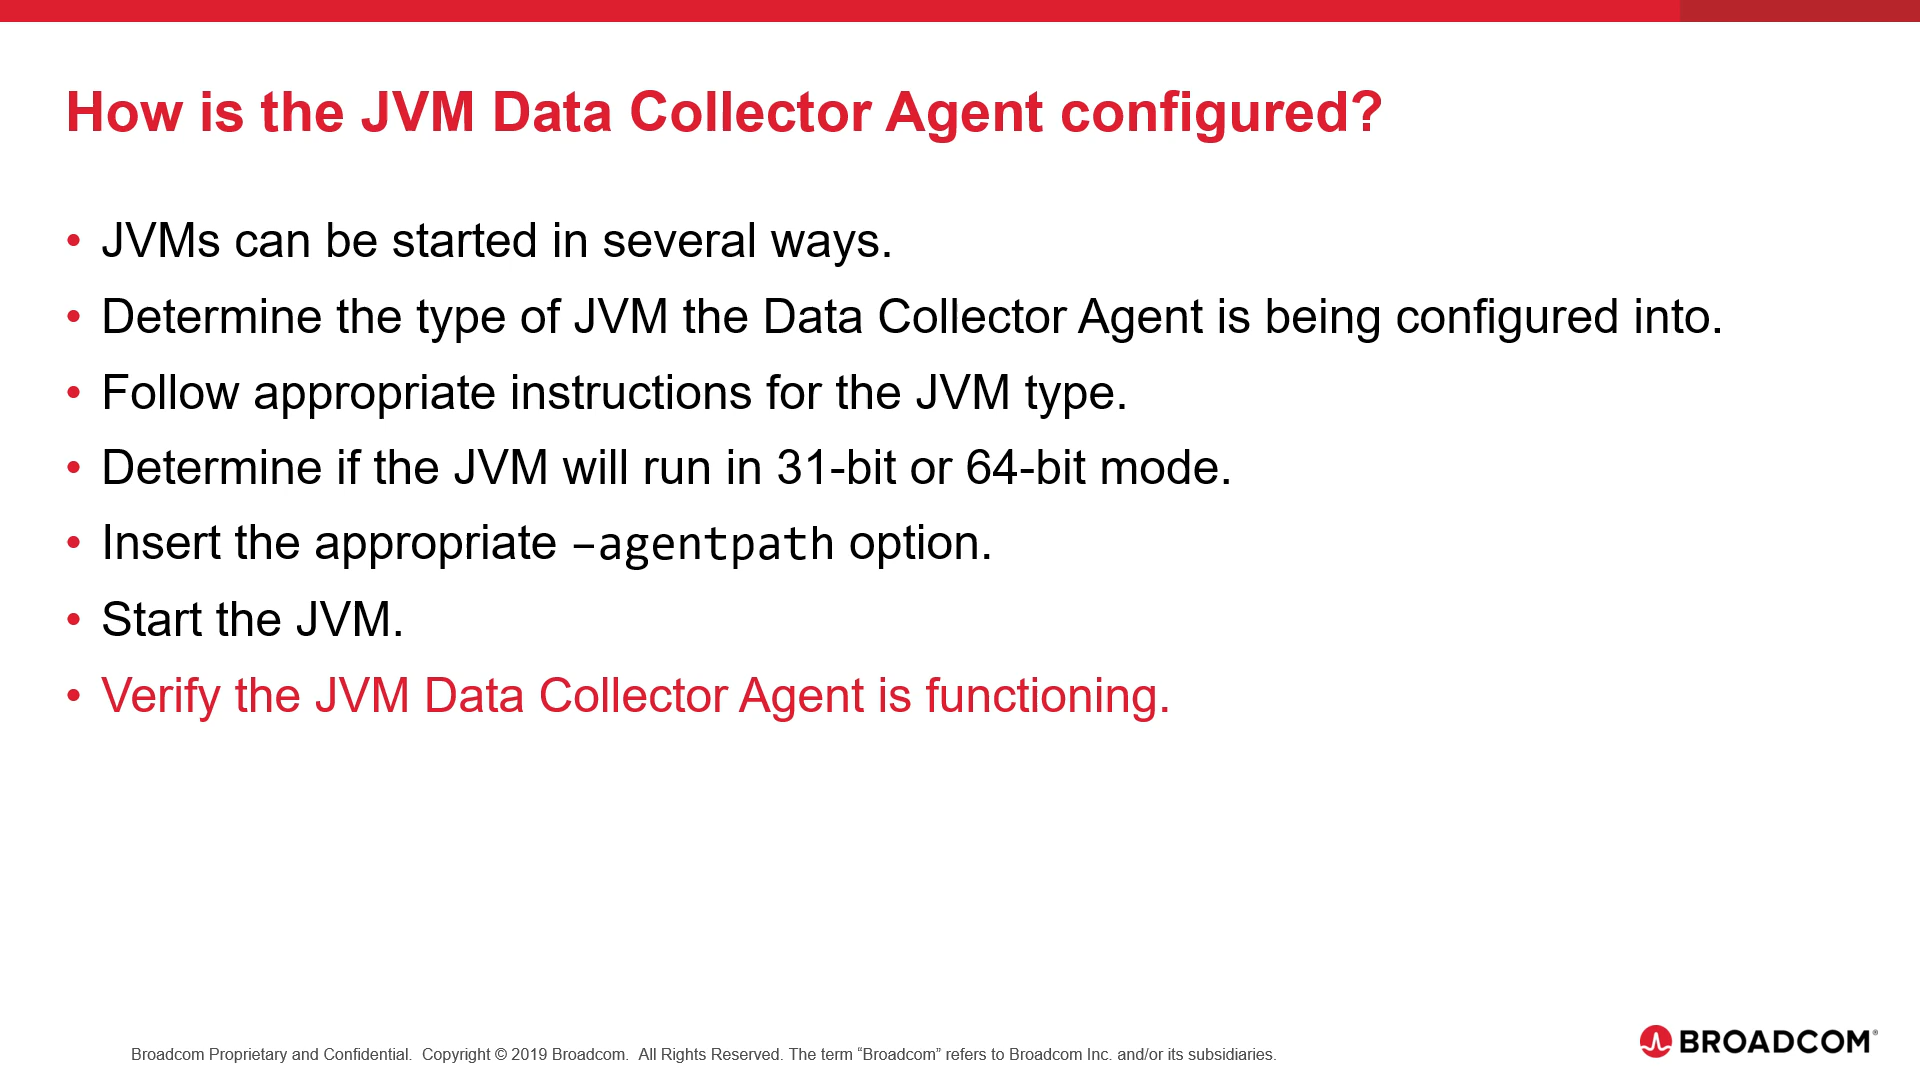 How is the JVM Data Collector Agent configured?
• JVMs can be started in several ways.
• Determine the type of JVM the Data Collector Agent is being configured into.
• Follow appropriate instructions for the JVM type.
• Determine if the JVM will run in 31-bit or 64-bit mode.
• Insert the appropriate –agentpath option.
• Start the JVM.
• Verify the JVM Data Collector Agent is functioning.
Broadcom Proprietary and Confidential. Copyright © 2019 Broadcom. All Rights Reserved. The term “Broadcom” refers to Broadcom Inc. and/or its subsidiaries.
BROADCOM®